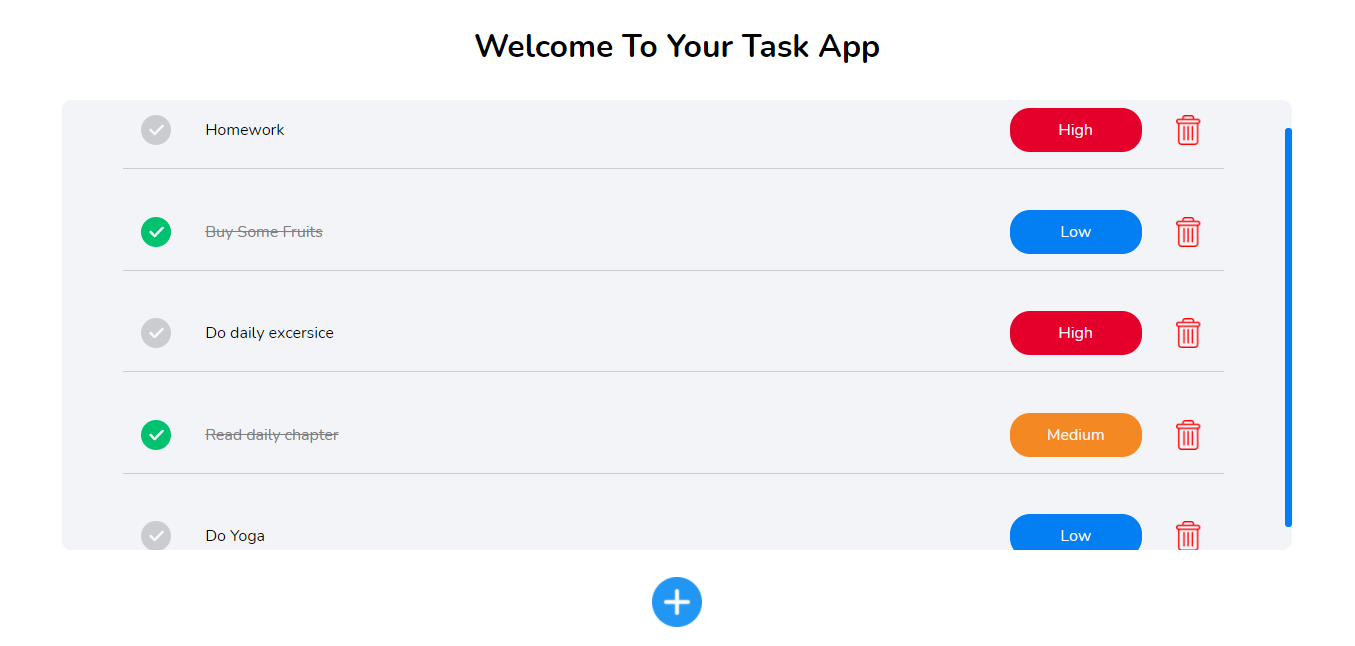 Welcome To Your Task App
Homework High
Buy Some Fruits Low
Do daily excersice High
Read daily chapter Medium
Do Yoga Low